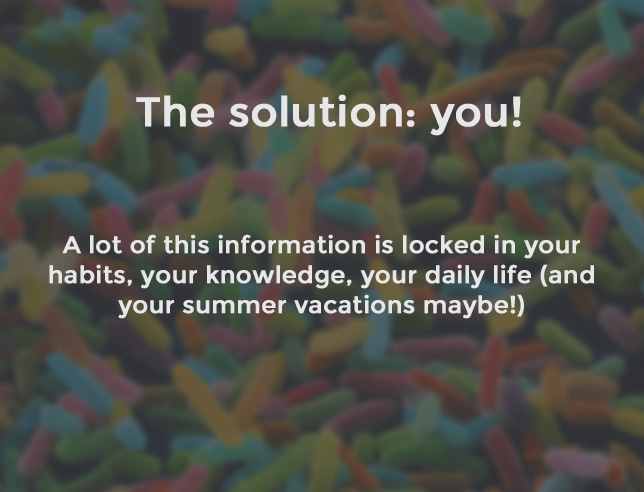 The solution: you!
A lot of this information is locked in your
habits, your knowledge, your daily life (and
your summer vacations maybe!)